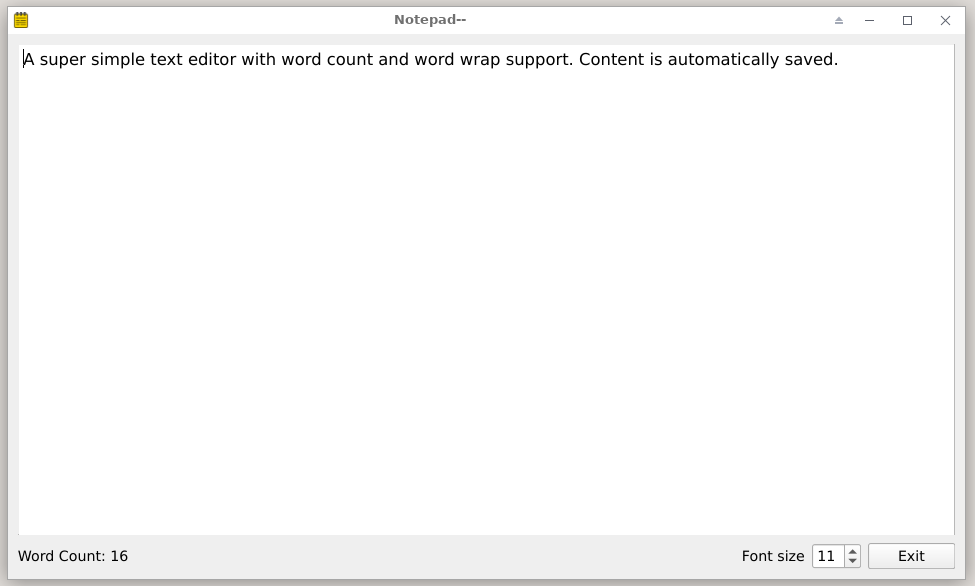 Notepad--
A super simple text editor with word count and word wrap support. Content is automatically saved.
Word Count: 16
Font size 11 Exit